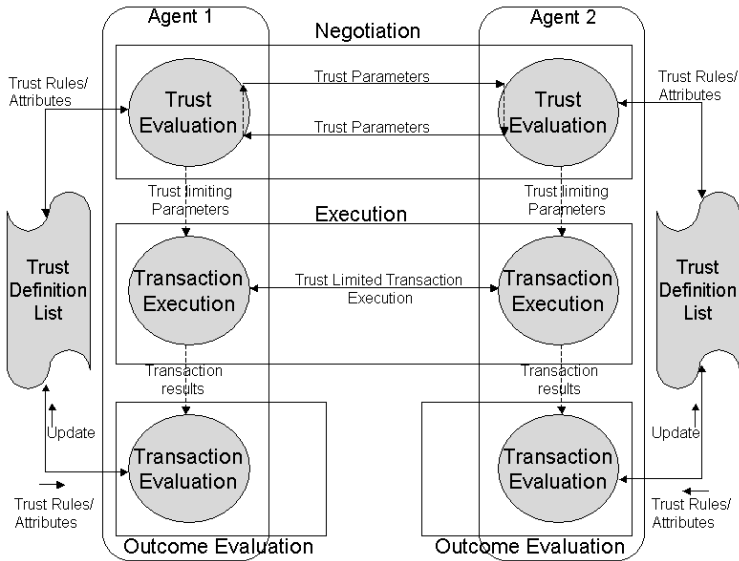 Agent 1
Agent 2
Negotiation
Trust Rules/
Attributes
Trust
Evaluation
Trust Parameters
Trust Parameters
Trust
Evaluation
Trust Rules/
Attributes
Trust limiting
Parameters
Trust limiting
Parameters
Execution
Trust
Definition
List
Transaction
Execution
Trust Limited Transaction
Execution
Transaction
Execution
Trust
Definition
List
Transaction
results
Transaction
results
Update
Transaction
Evaluation
Transaction
Evaluation
Update
Trust Rules/
Attributes
Trust Rules/
Attributes
Outcome Evaluation
Outcome Evaluation